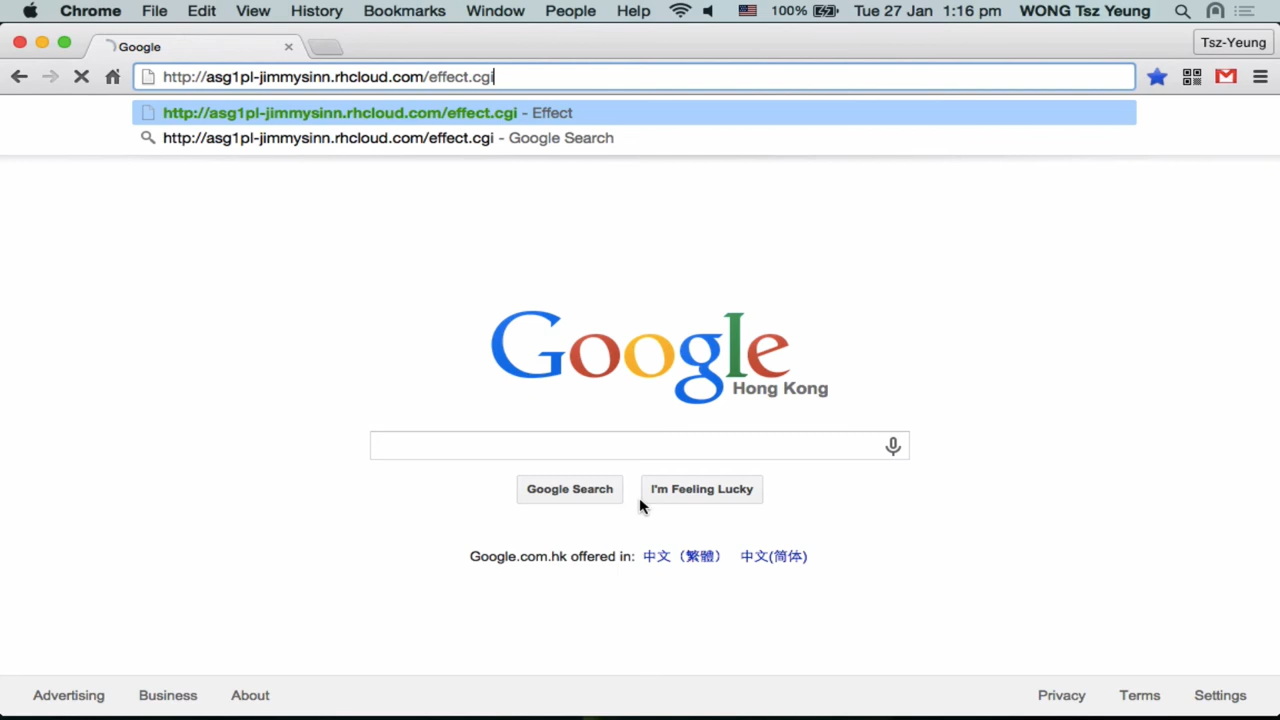 Chrome File Edit View History Bookmarks Window People Help 100% Tue 27 Jan 1:16 pm WONG Tsz Yeung
Google Tsz-Yeung
http://asg1pl-jimmysinn.rhcloud.com/effect.cgi
http://asg1pl-jimmysinn.rhcloud.com/effect.cgi - Effect
http://asg1pl-jimmysinn.rhcloud.com/effect.cgi - Google Search
Google
Hong Kong
Google Search I'm Feeling Lucky
Google.com.hk offered in: 中文（繁體） 中文(简体)
Advertising Business About Privacy Terms Settings